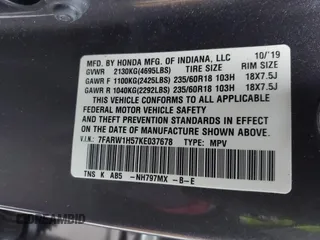 MFD. BY HONDA MFG. OF INDIANA, LLC 10/'19
GVWR 2130KG(4695LBS) TIRE SIZE RIM SIZE
GAWR F 1100KG(2425LBS) 235/60R18 103H 18X7.5J
GAWR R 1040KG(2292LBS) 235/60R18 103H 18X7.5J
THIS VEHICLE CONFORMS TO ALL APPLICABLE
FEDERAL MOTOR VEHICLE SAFETY
AND THEFT PREVENTION STANDARDS IN EFFECT
ON THE DATE OF MANUFACTURE SHOWN ABOVE.
V.I.N.: 7FARW1H57KE037678 TYPE: MPV
TNS K AB5 -NH797MX -B-E